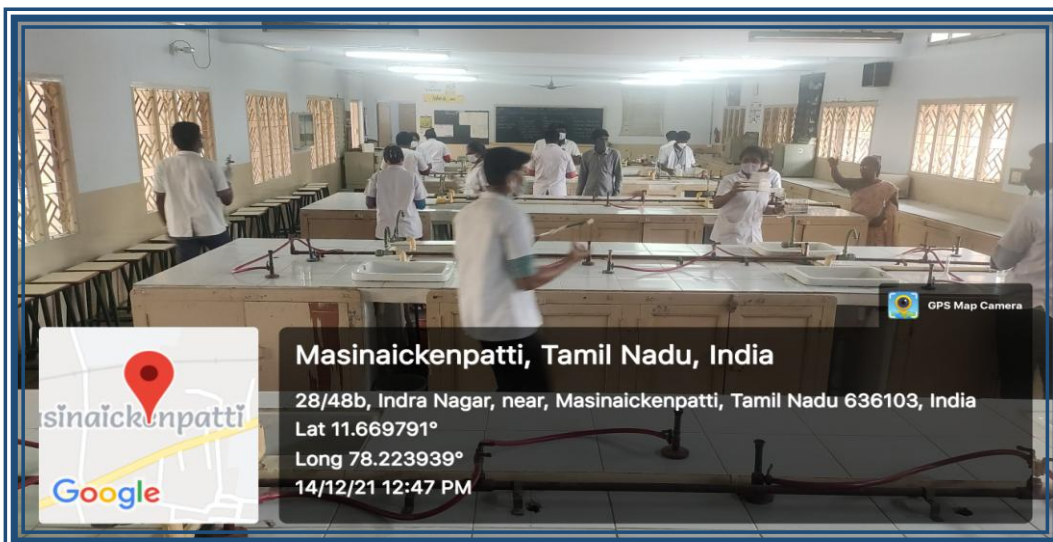 GPS Map Camera
Masinaickenpatti, Tamil Nadu, India
28/48b, Indra Nagar, near, Masinaickenpatti, Tamil Nadu 636103, India
Lat 11.669791°
Long 78.223939°
14/12/21 12:47 PM
sinaickenpatti
Google